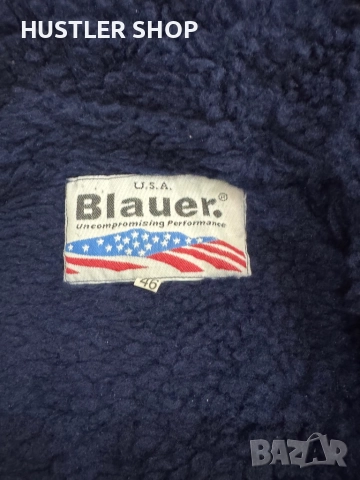 HUSTLER SHOP
U.S.A.
Blauer.®
Uncompromising Performance
46
BAZAR